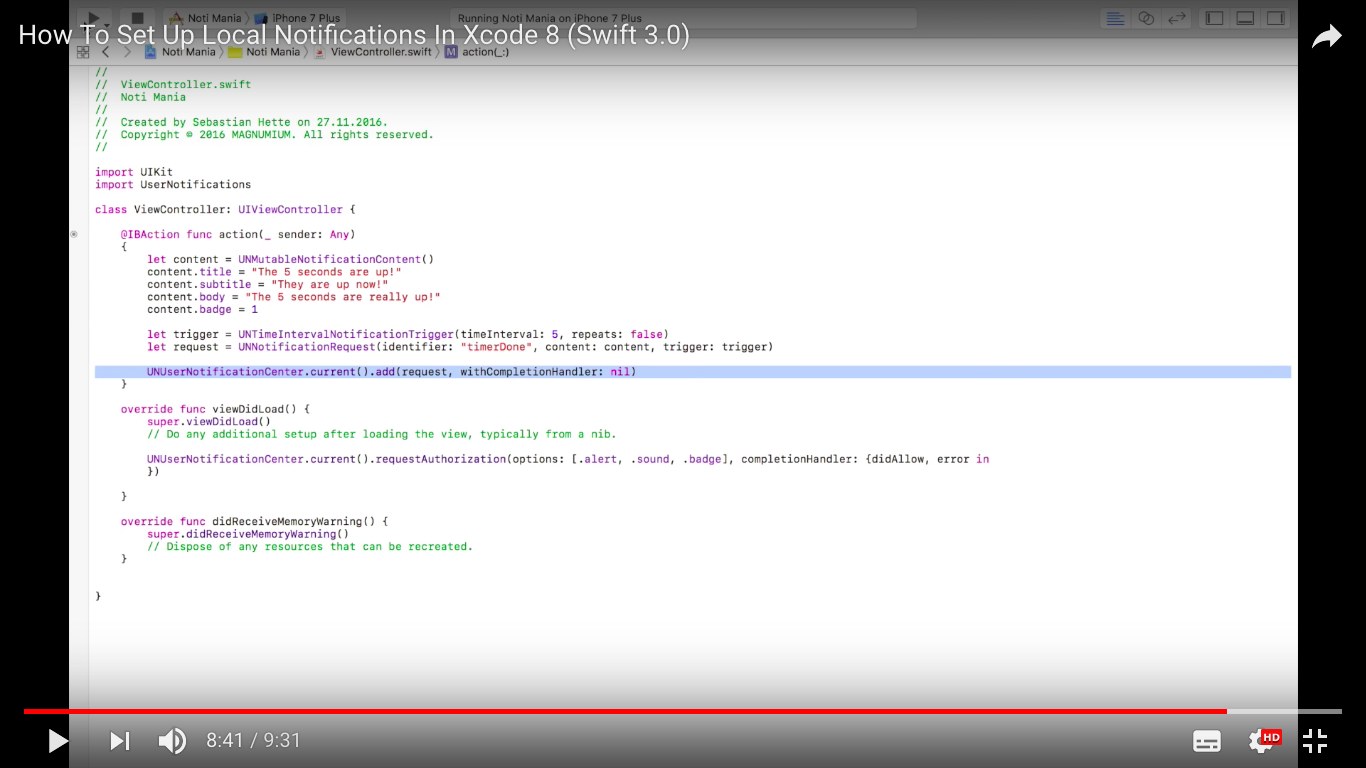 Noti Mania 〉 iPhone 7 Plus
Running Noti Mania on iPhone 7 Plus
How To Set Up Local Notifications In Xcode 8 (Swift 3.0)
Noti Mania 〉 Noti Mania 〉 ViewController.swift 〉 M action(_:)
//
// ViewController.swift
// Noti Mania
//
// Created by Sebastian Hette on 27.11.2016.
// Copyright © 2016 MAGNUMIUM. All rights reserved.
//
import UIKit
import UserNotifications
class ViewController: UIViewController {
@IBAction func action(_ sender: Any)
{
let content = UNMutableNotificationContent()
content.title = "The 5 seconds are up!"
content.subtitle = "They are up now!"
content.body = "The 5 seconds are really up!"
content.badge = 1
let trigger = UNTimeIntervalNotificationTrigger(timeInterval: 5, repeats: false)
let request = UNNotificationRequest(identifier: "timerDone", content: content, trigger: trigger)
UNUserNotificationCenter.current().add(request, withCompletionHandler: nil)
}
override func viewDidLoad() {
super.viewDidLoad()
// Do any additional setup after loading the view, typically from a nib.
UNUserNotificationCenter.current().requestAuthorization(options: [.alert, .sound, .badge], completionHandler: {didAllow, error in
})
}
override func didReceiveMemoryWarning() {
super.didReceiveMemoryWarning()
// Dispose of any resources that can be recreated.
}
}
8:41 / 9:31
HD